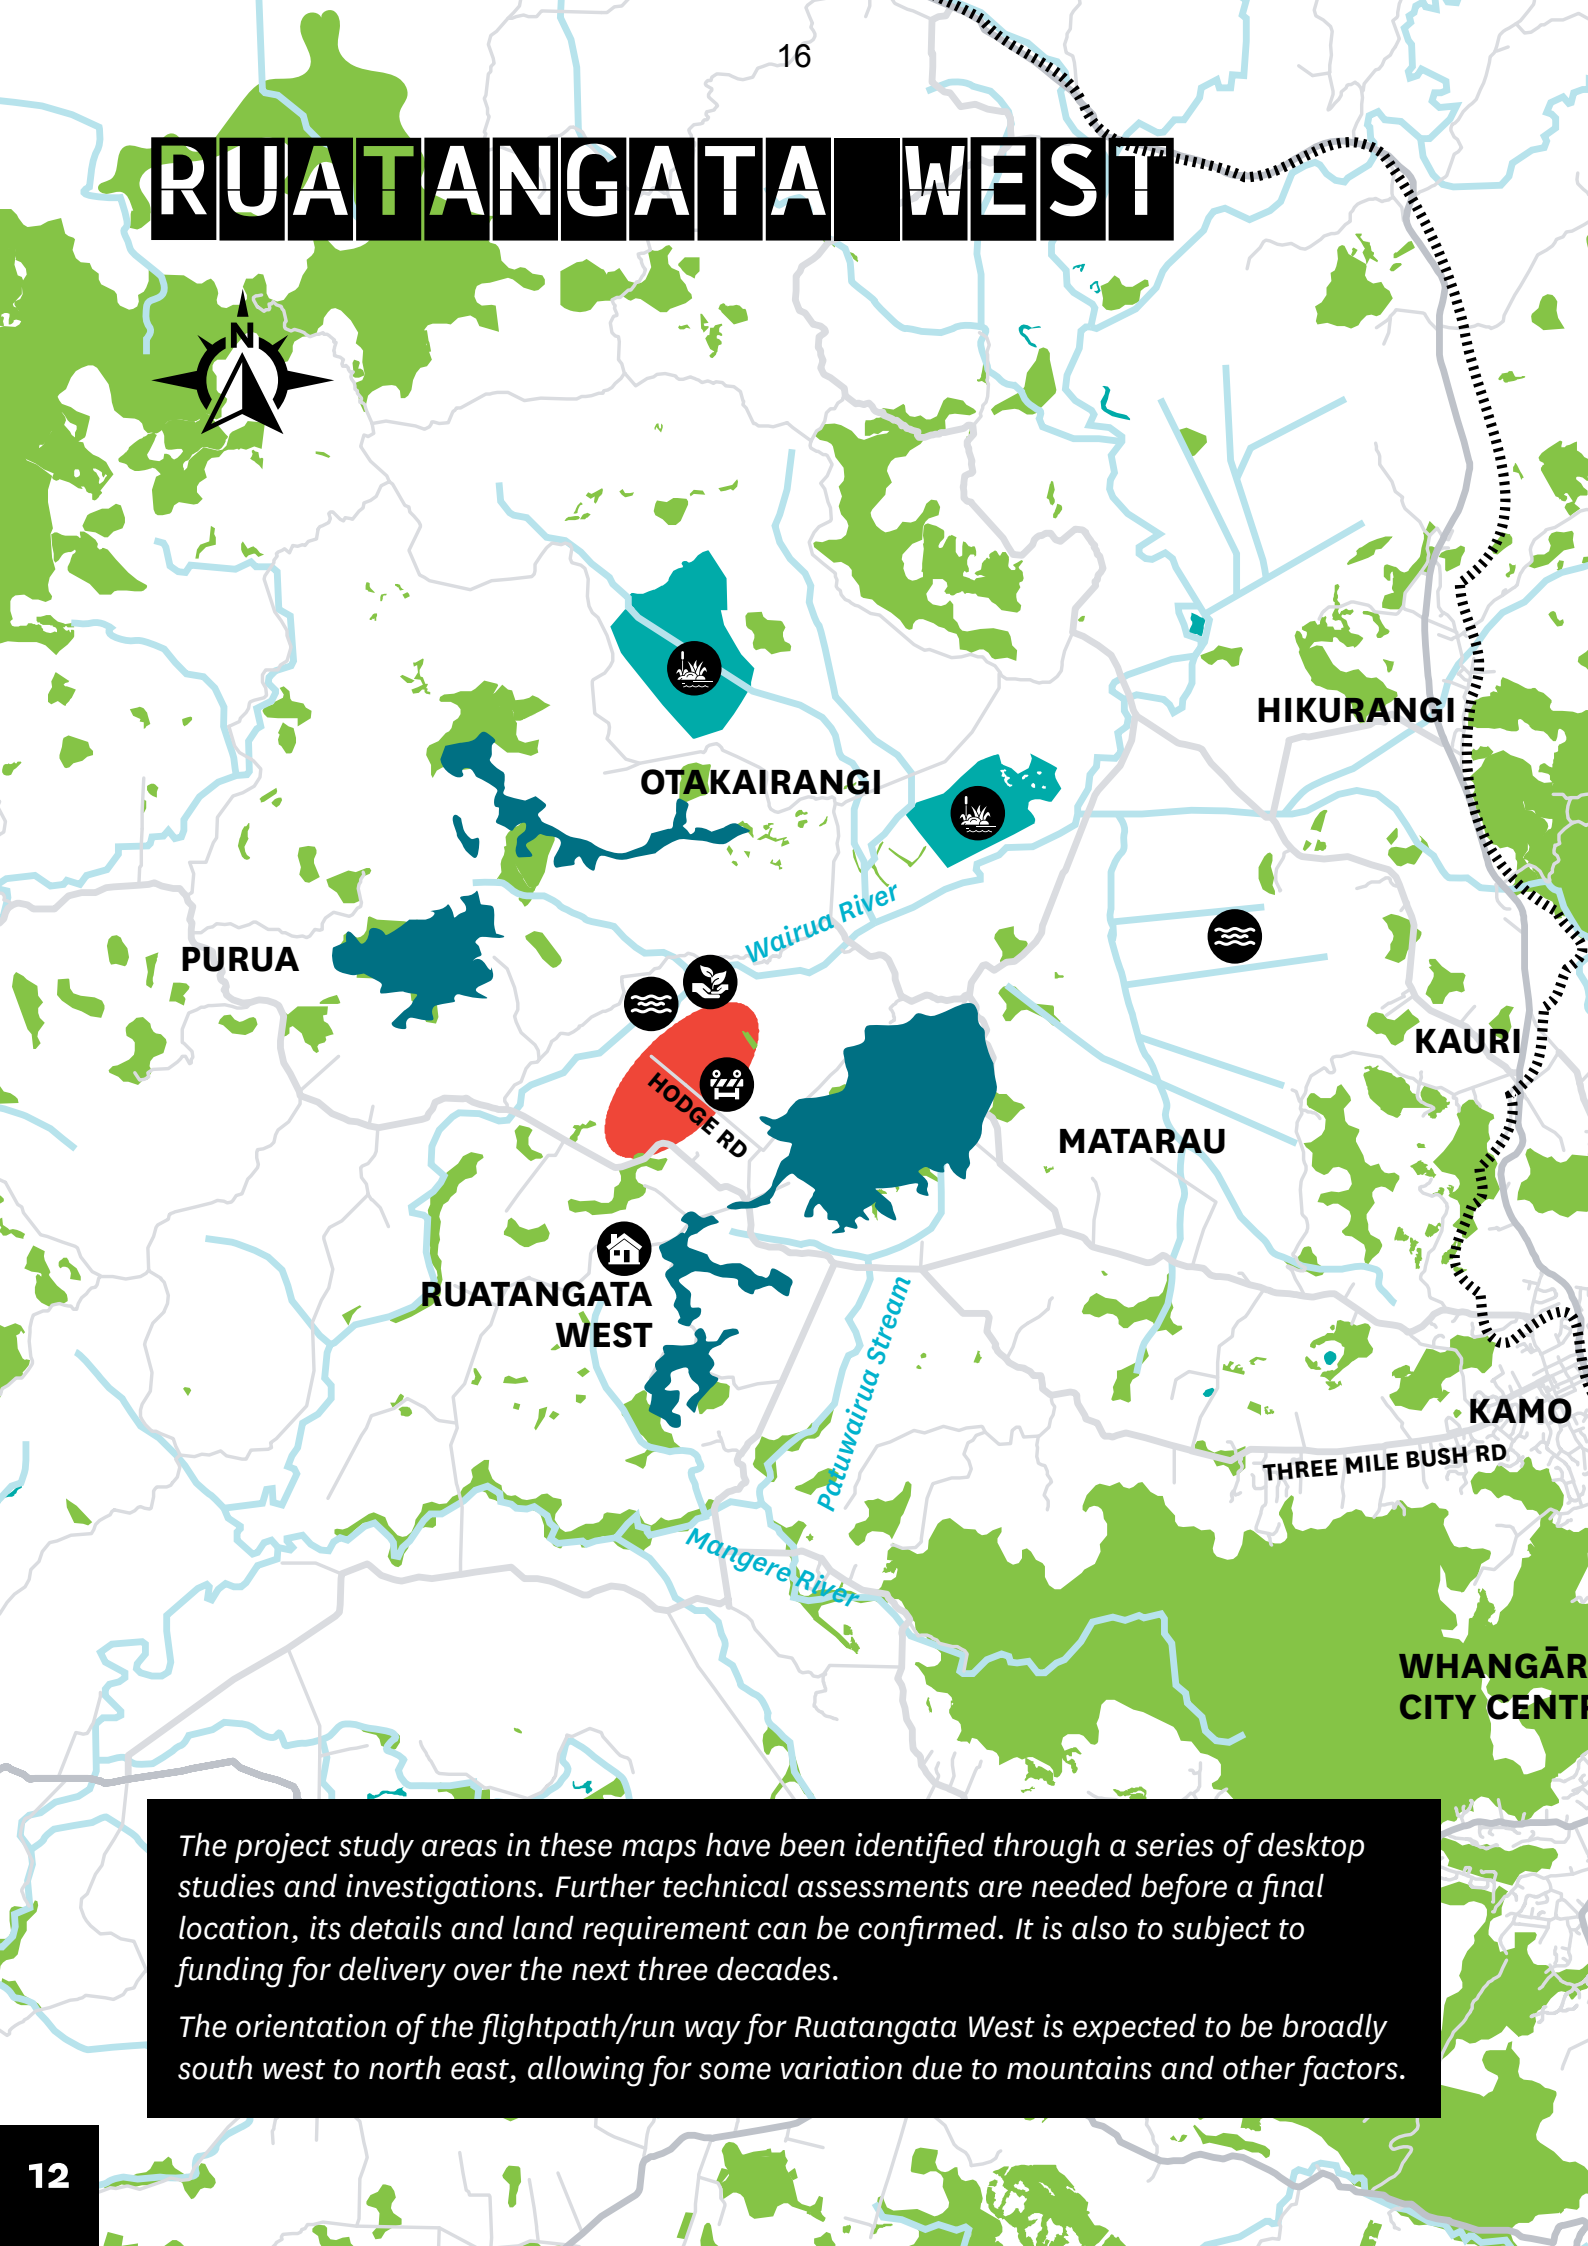 16
RUATANGATA WEST
N
HIKURANGI
OTAKAIRANGI
Wairua River
PURUA
KAURI
HODGE RD
MATARAU
RUATANGATA
WEST
Patuwairua Stream
KAMO
THREE MILE BUSH RD
Mangere River
WHANGĀR
CITY CENT
The project study areas in these maps have been identified through a series of desktop
studies and investigations. Further technical assessments are needed before a final
location, its details and land requirement can be confirmed. It is also to subject to
funding for delivery over the next three decades.
The orientation of the flightpath/run way for Ruatangata West is expected to be broadly
south west to north east, allowing for some variation due to mountains and other factors.
12